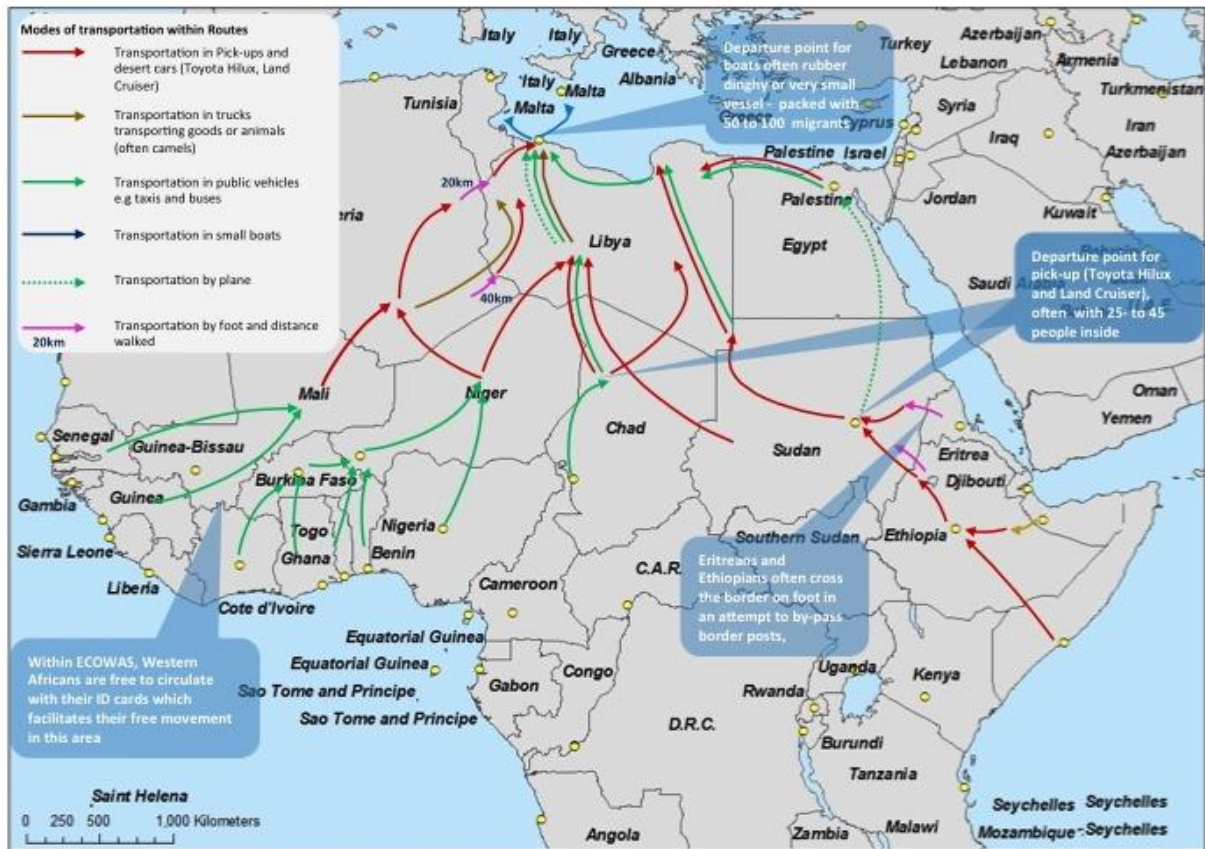 Modes of transportation within Routes
Transportation in Pick-ups and
desert cars (Toyota Hilux, Land
Cruiser)
Transportation in trucks
transporting goods or animals
(often camels)
Transportation in public vehicles
e.g taxis and buses
Transportation in small boats
Transportation by plane
Transportation by foot and distance
20km
walked
Italy
Italy
Greece
Albania
Italy
Malta
Malta
Tunisia
Departure point for
boats often rubber
dinghy or very small
vessel - packed with
50 to 100 migrants
Greece
Turkey
Azerbaijan
Lebanon
Armenia
Turkmenistan
Syria
Cyprus
Iraq
Iran
Azerbaijan
Palestine
Israel
Jordan
Kuwait
Palestine
20km
eria
Libya
Egypt
40km
Saudi Arabia
Departure point for
pick-up (Toyota Hilux
and Land Cruiser),
often with 25- to 45
people inside
Oman
Yemen
Mali
Niger
Chad
Sudan
Senegal
Guinea-Bissau
Eritrea
Djibouti
Gambia
Guinea
Burkina Faso
Togo
Ghana
Nigeria
Benin
Sierra Leone
Liberia
Cote d'Ivoire
Cameroon
C.A.R.
Southern Sudan
Ethiopia
Eritreans and
Ethiopians often cross
the border on foot in
an attempt to by-pass
border posts,
Within ECOWAS, Western
Africans are free to circulate
with their ID cards which
facilitates their free movement
in this area
Equatorial Guinea
Equatorial Guinea
Sao Tome and Principe
Sao Tome and Principe
Gabon
Congo
D.R.C.
Uganda
Kenya
Rwanda
Burundi
Tanzania
Saint Helena
0 250 500 1,000 Kilometers
Angola
Zambia
Malawi
Seychelles
Seychelles
Mozambique
Seychelles